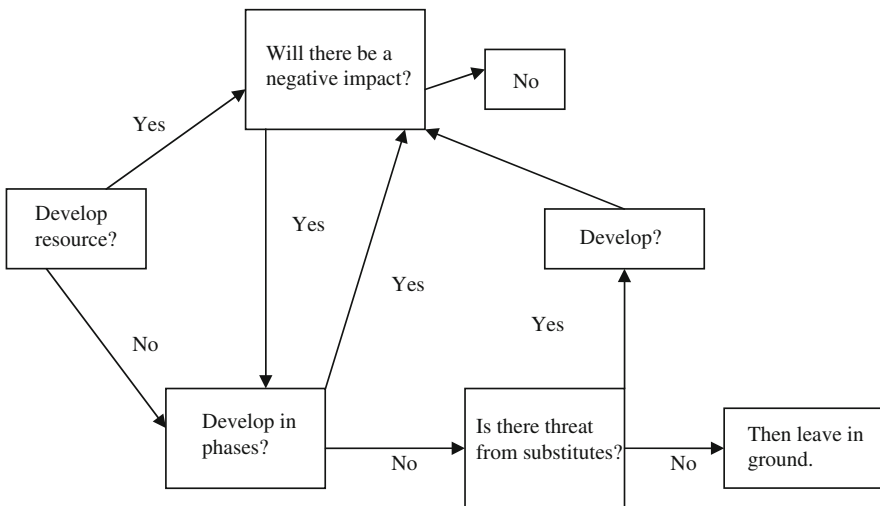 Will there be a
negative impact?
No
Yes
Develop
resource?
Yes
Develop?
Yes
Yes
No
Develop in
phases?
No
Is there threat
from substitutes?
No
Then leave in
ground.